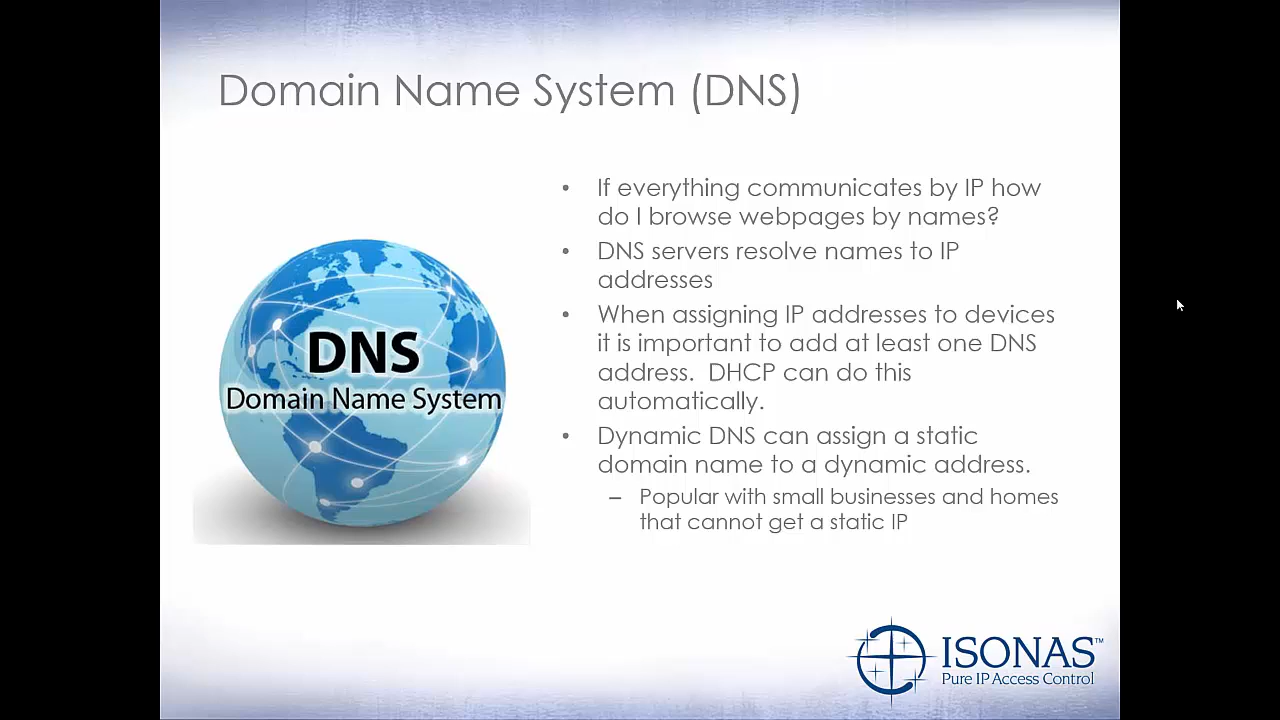 Domain Name System (DNS)
DNS
Domain Name System
• If everything communicates by IP how
do I browse webpages by names?
• DNS servers resolve names to IP
addresses
• When assigning IP addresses to devices
it is important to add at least one DNS
address.  DHCP can do this
automatically.
• Dynamic DNS can assign a static
domain name to a dynamic address.
– Popular with small businesses and homes
that cannot get a static IP
ISONAS™
Pure IP Access Control